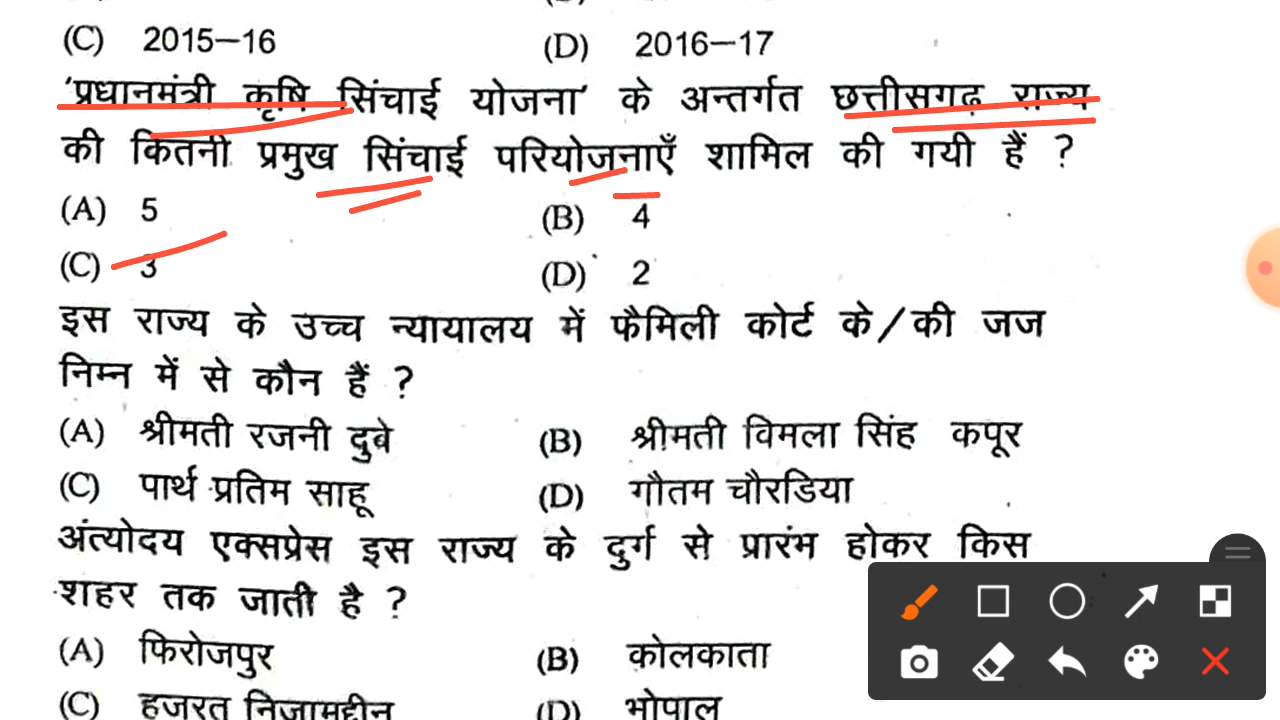 (C) 2015–16 (D) 2016–17
'प्रधानमंत्री कृषि सिंचाई योजना' के अन्तर्गत छत्तीसगढ़ राज्य
की कितनी प्रमुख सिंचाई परियोजनाएँ शामिल की गयी हैं ?
(A) 5 (B) 4
(C) 3 (D) 2
इस राज्य के उच्च न्यायालय में फैमिली कोर्ट के/की जज
निम्न में से कौन हैं ?
(A) श्रीमती रजनी दुबे (B) श्रीमती विमला सिंह कपूर
(C) पार्थ प्रतिम साहू (D) गौतम चौरडिया
अंत्योदय एक्सप्रेस इस राज्य के दुर्ग से प्रारंभ होकर किस
शहर तक जाती है ?
(A) फिरोजपुर (B) कोलकाता
(C) हजरत निजामुद्दीन (D) भोपाल